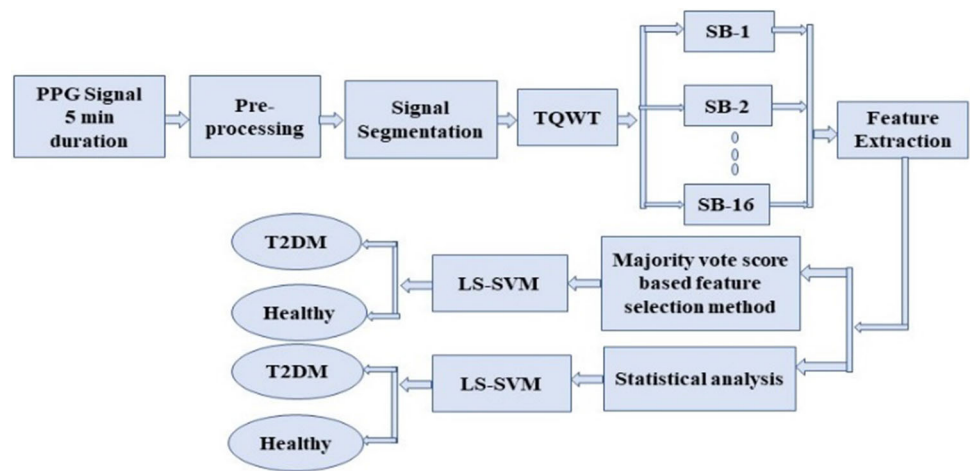 PPG Signal
5 min
duration
Pre-
processing
Signal
Segmentation
TQWT
SB-1
SB-2
SB-16
Feature
Extraction
Majority vote score
based feature
selection method
LS-SVM
T2DM
Healthy
Statistical analysis
LS-SVM
T2DM
Healthy